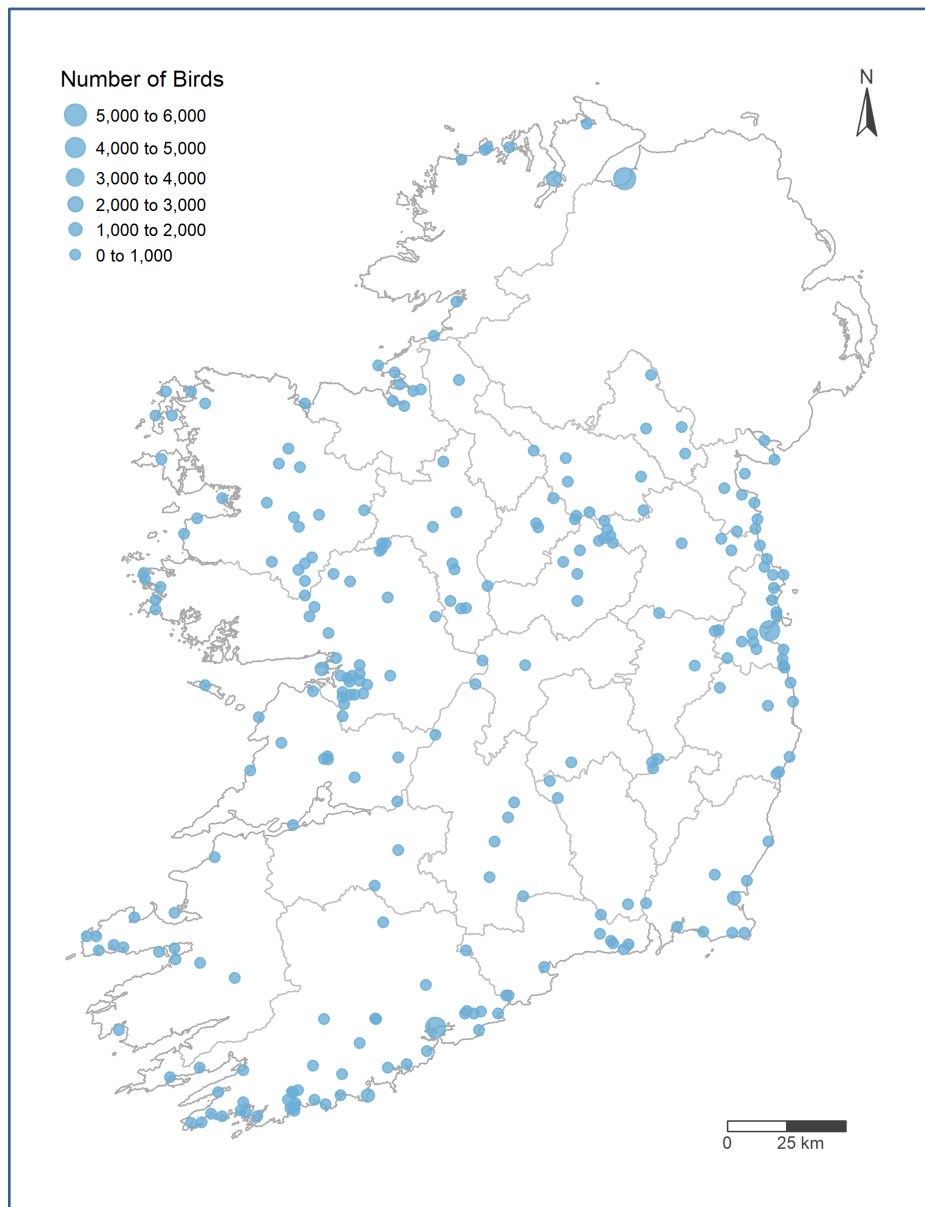 Number of Birds
5,000 to 6,000
4,000 to 5,000
3,000 to 4,000
2,000 to 3,000
1,000 to 2,000
0 to 1,000
N
0 25 km